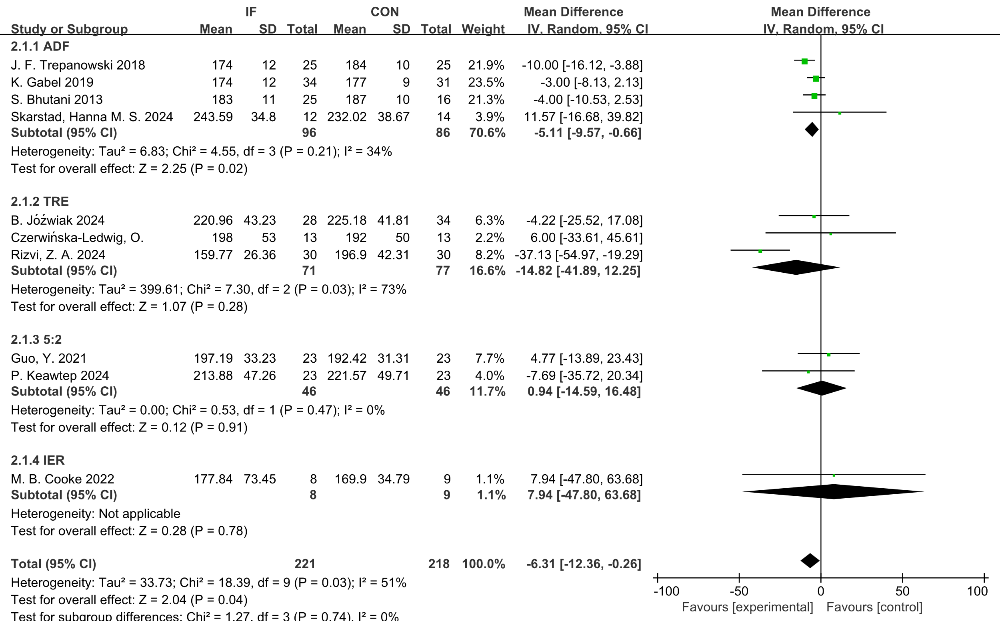 IF CON Mean Difference Mean Difference
Study or Subgroup Mean SD Total Mean SD Total Weight IV, Random, 95% CI IV, Random, 95% CI
2.1.1 ADF
J. F. Trepanowski 2018 174 12 25 184 10 25 21.9% -10.00 [-16.12, -3.88]
K. Gabel 2019 174 12 34 177 9 31 23.5% -3.00 [-8.13, 2.13]
S. Bhutani 2013 183 11 25 187 10 16 21.3% -4.00 [-10.53, 2.53]
Skarstad, Hanna M. S. 2024 243.59 34.8 12 232.02 38.67 14 3.9% 11.57 [-16.68, 39.82]
Subtotal (95% CI) 96 86 70.6% -5.11 [-9.57, -0.66]
Heterogeneity: Tau² = 6.83; Chi² = 4.55, df = 3 (P = 0.21); I² = 34%
Test for overall effect: Z = 2.25 (P = 0.02)
2.1.2 TRE
B. Jóźwiak 2024 220.96 43.23 28 225.18 41.81 34 6.3% -4.22 [-25.52, 17.08]
Czerwińska-Ledwig, O. 198 53 13 192 50 13 2.2% 6.00 [-33.61, 45.61]
Rizvi, Z. A. 2024 159.77 26.36 30 196.9 42.31 30 8.2% -37.13 [-54.97, -19.29]
Subtotal (95% CI) 71 77 16.6% -14.82 [-41.89, 12.25]
Heterogeneity: Tau² = 399.61; Chi² = 7.30, df = 2 (P = 0.03); I² = 73%
Test for overall effect: Z = 1.07 (P = 0.28)
2.1.3 5:2
Guo, Y. 2021 197.19 33.23 23 192.42 31.31 23 7.7% 4.77 [-13.89, 23.43]
P. Keawtep 2024 213.88 47.26 23 221.57 49.71 23 4.0% -7.69 [-35.72, 20.34]
Subtotal (95% CI) 46 46 11.7% 0.94 [-14.59, 16.48]
Heterogeneity: Tau² = 0.00; Chi² = 0.53, df = 1 (P = 0.47); I² = 0%
Test for overall effect: Z = 0.12 (P = 0.91)
2.1.4 IER
M. B. Cooke 2022 177.84 73.45 8 169.9 34.79 9 1.1% 7.94 [-47.80, 63.68]
Subtotal (95% CI) 8 9 1.1% 7.94 [-47.80, 63.68]
Heterogeneity: Not applicable
Test for overall effect: Z = 0.28 (P = 0.78)
Total (95% CI) 221 218 100.0% -6.31 [-12.36, -0.26]
Heterogeneity: Tau² = 33.73; Chi² = 18.39, df = 9 (P = 0.03); I² = 51%
Test for overall effect: Z = 2.04 (P = 0.04)
Test for subgroup differences: Chi² = 1.27, df = 3 (P = 0.74), I² = 0%
-100 -50 0 50 100
Favours [experimental] Favours [control]